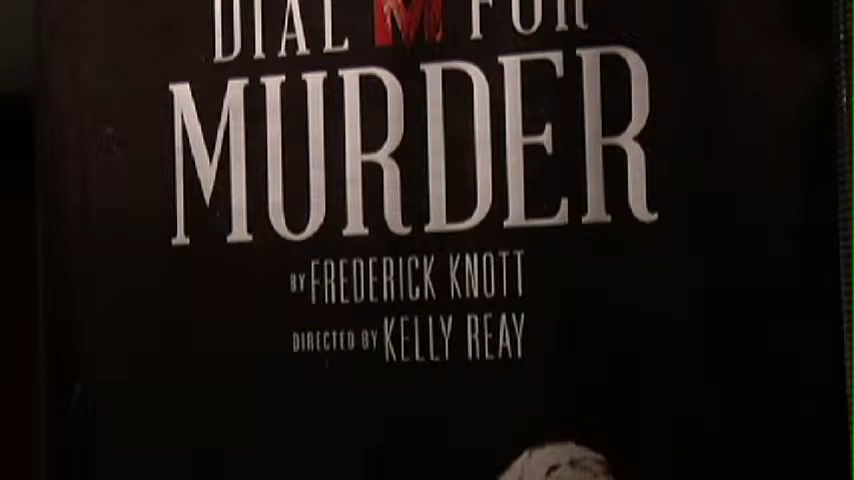 DIAL M FOR
MURDER
BY FREDERICK KNOTT
DIRECTED BY KELLY REAY